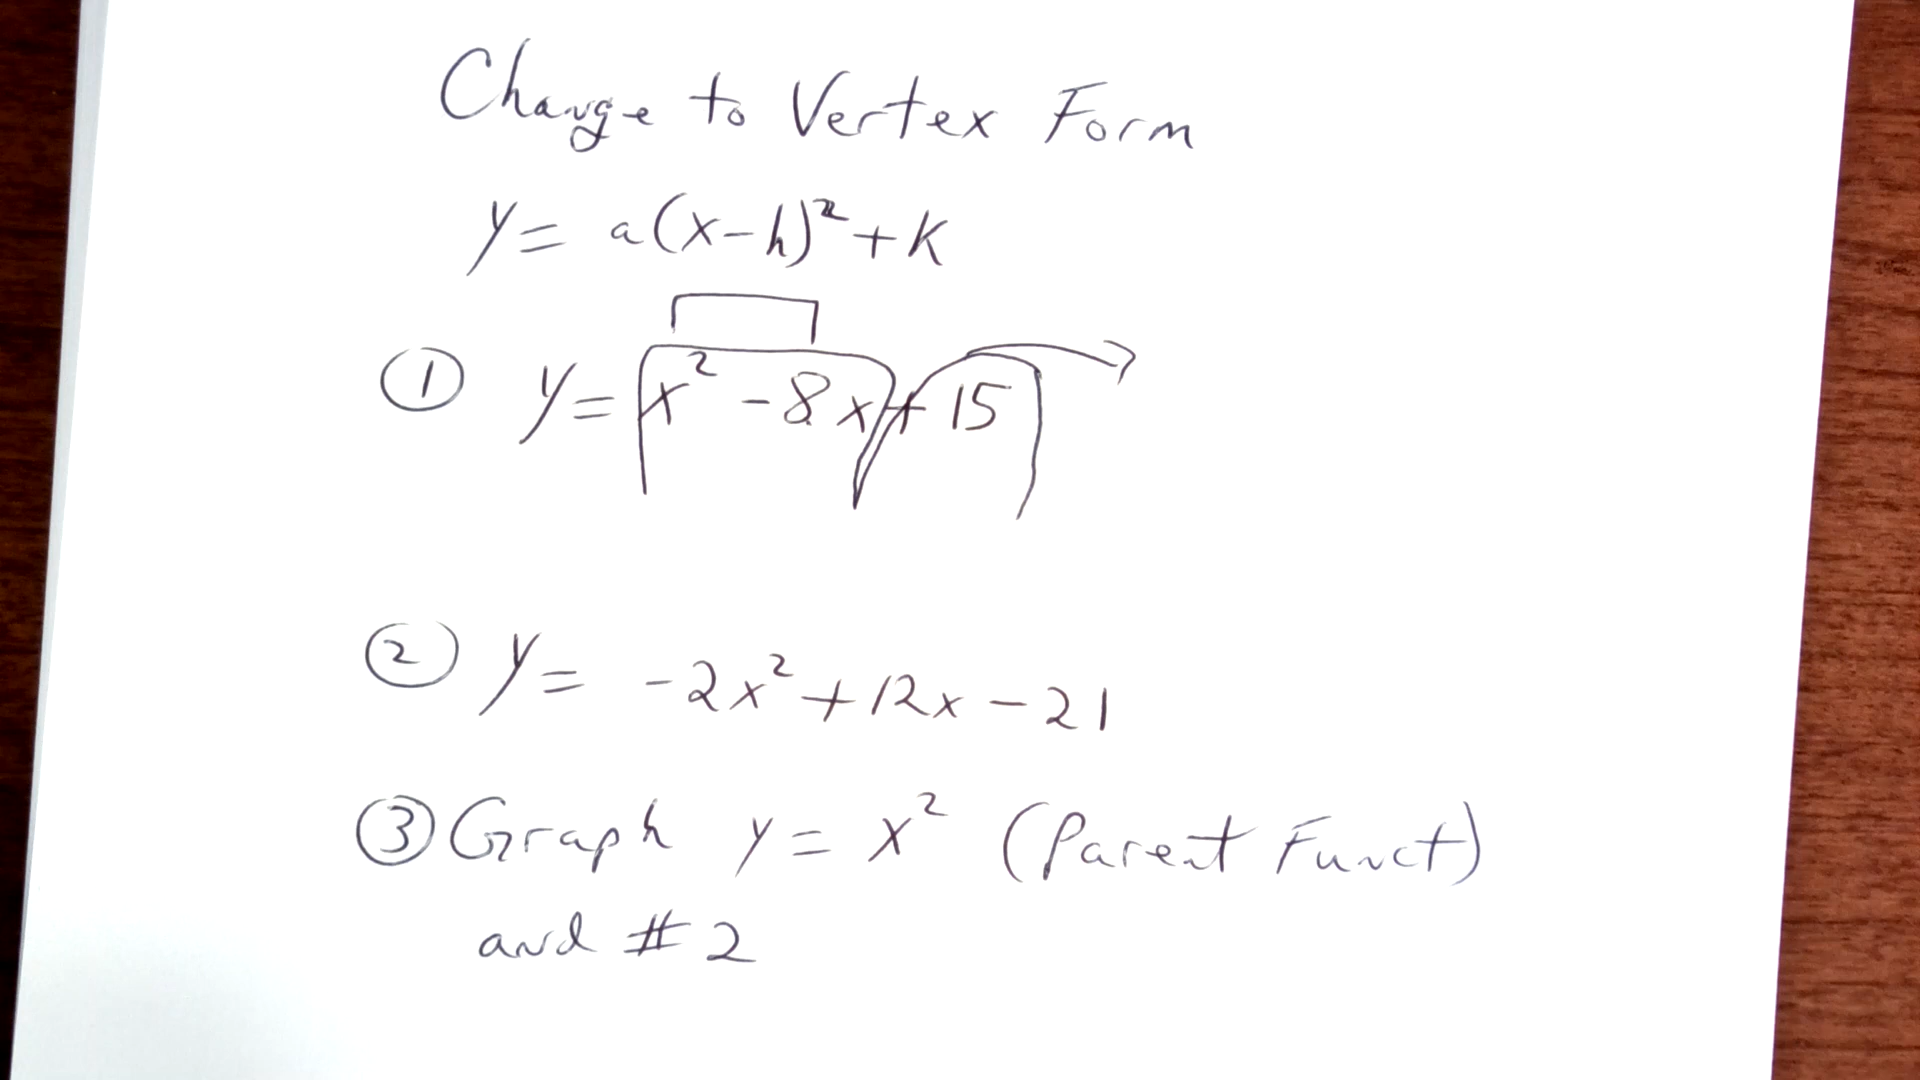 Change to Vertex Form
y = a(x-h)²+k
① y = x² - 8x + 15
② y = -2x² + 12x - 21
③ Graph y = x² (Parent Funct)
and # 2